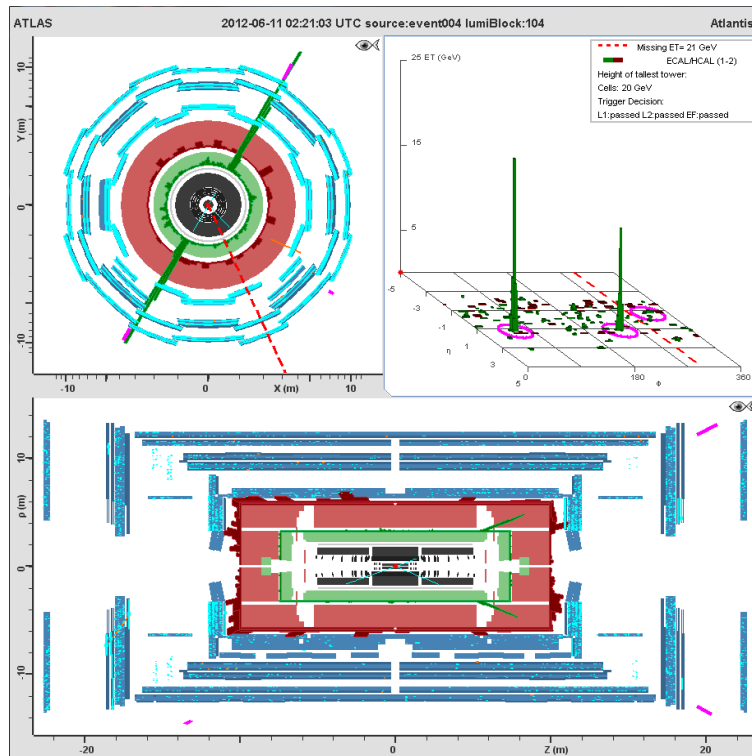 ATLAS 2012-06-11 02:21:03 UTC source:event004 lumiBlock:104 Atlantis
10
Y (m)
0
-10
-10 0 X (m) 10
25 ET (GeV)
15
5
-5
-3
-1
η
1
3
5
0
180
Φ
360
Missing ET= 21 GeV
ECAL/HCAL (1-2)
Height of tallest tower:
Cells: 20 GeV
Trigger Decision:
L1:passed L2:passed EF:passed
10
ρ (m)
0
-10
-20 0 Z (m) 20